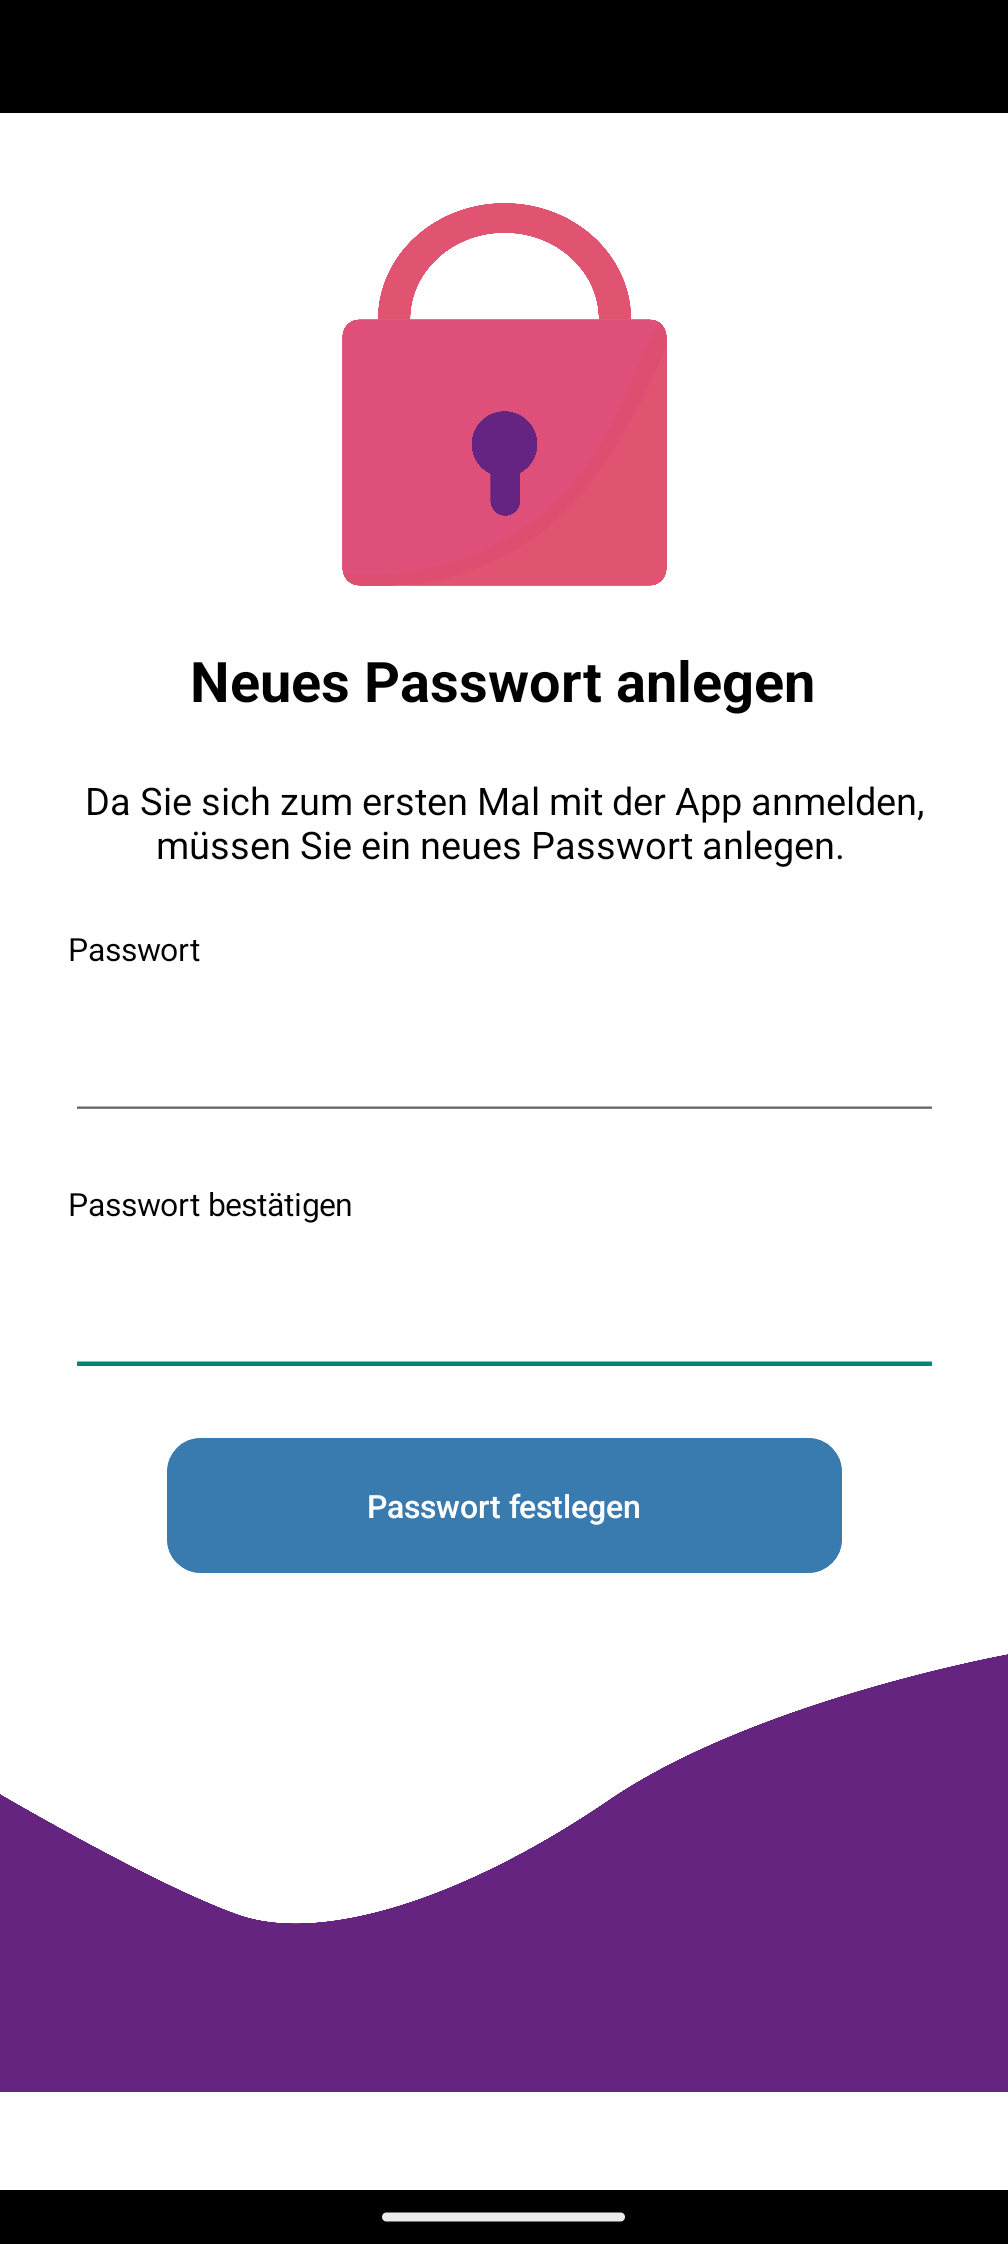 Neues Passwort anlegen
Da Sie sich zum ersten Mal mit der App anmelden,
müssen Sie ein neues Passwort anlegen.
Passwort
Passwort bestätigen
Passwort festlegen